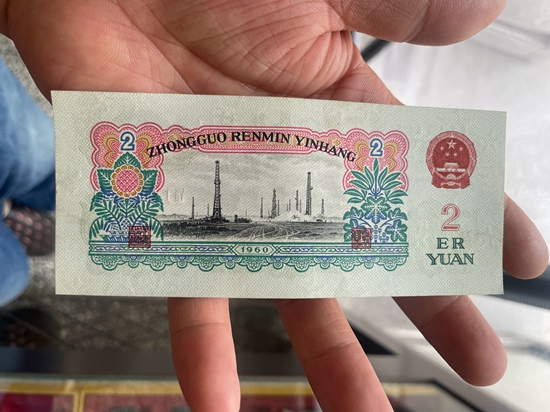 2
ZHONGGUO RENMIN YINHANG
2
1960
2
ER
YUAN